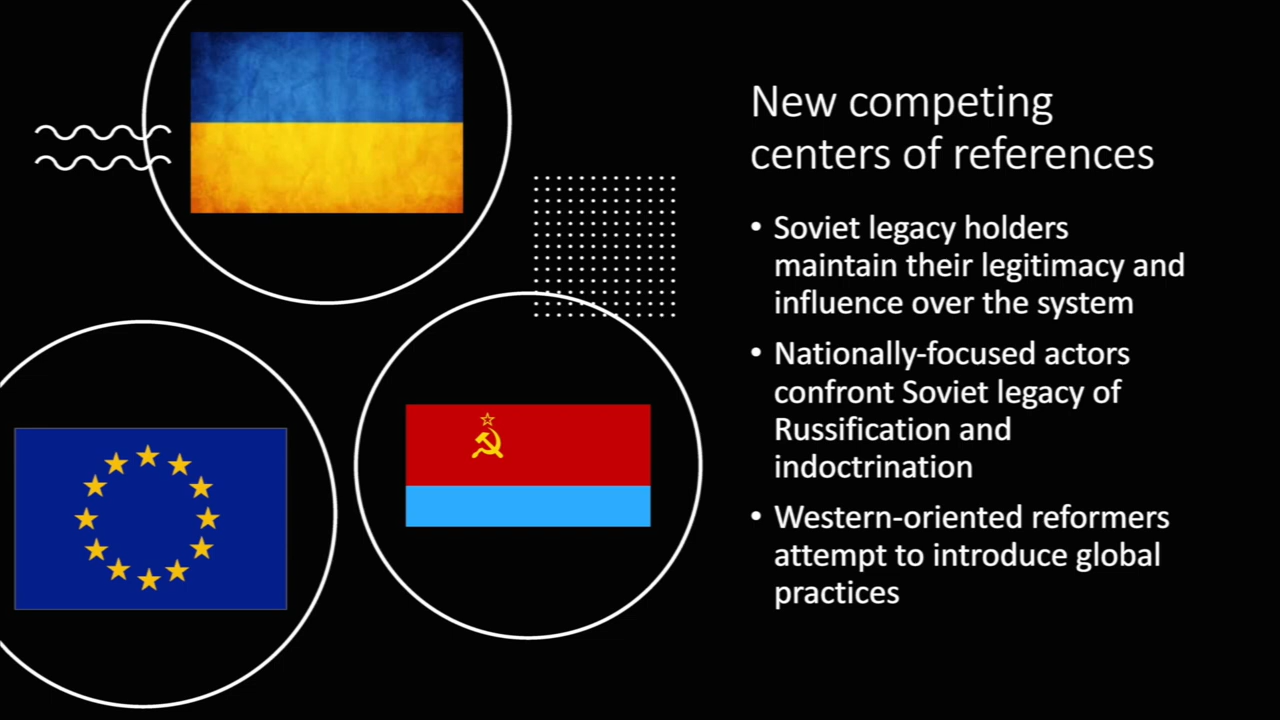 New competing
centers of references
• Soviet legacy holders
maintain their legitimacy and
influence over the system
• Nationally-focused actors
confront Soviet legacy of
Russification and
indoctrination
• Western-oriented reformers
attempt to introduce global
practices